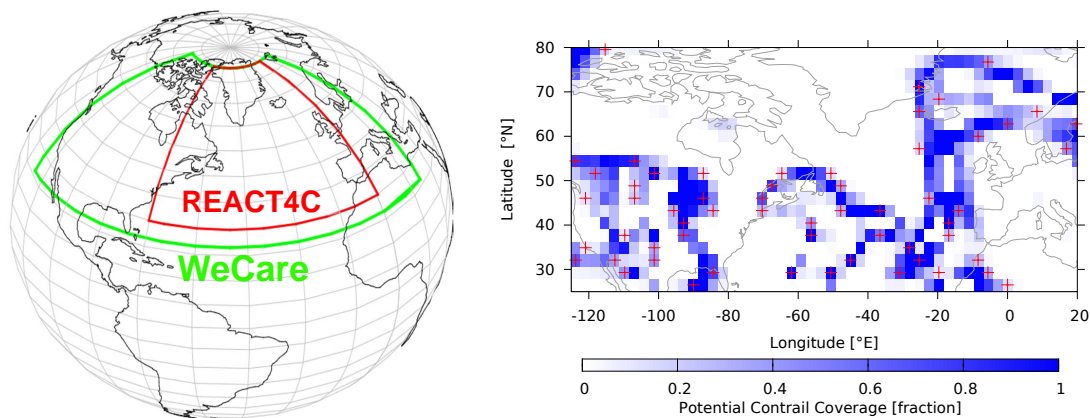 REACT4C
WeCare
80
70
60
50
40
30
Latitude [°N]
-120 -100 -80 -60 -40 -20 0 20
Longitude [°E]
0 0.2 0.4 0.6 0.8 1
Potential Contrail Coverage [fraction]